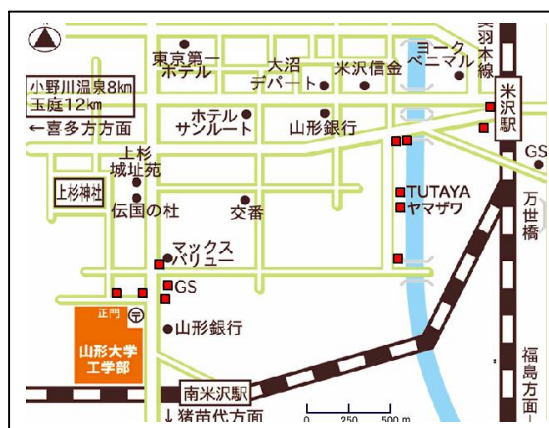 東京第一
ホテル
大沼
デパート
米沢信金
ヨーク
ベニマル
奥羽本線
小野川温泉8km
玉庭12km
←喜多方方面
ホテル
サンルート
山形銀行
米沢駅
GS
上杉
城址苑
上杉神社
伝国の杜
交番
TUTAYA
ヤマザワ
万世橋
マックス
バリュー
GS
正門
〒
山形銀行
山形大学
工学部
南米沢駅
↓猪苗代方面
福島方面→
0 250 500 m